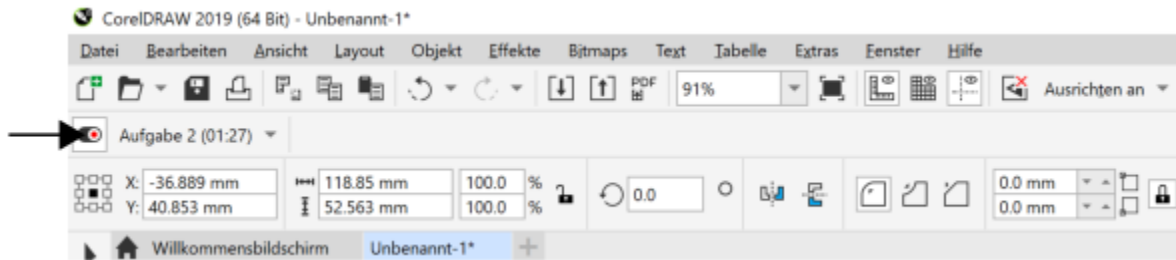 CorelDRAW 2019 (64 Bit) - Unbenannt-1*
Datei Bearbeiten Ansicht Layout Objekt Effekte Bitmaps Text Tabelle Extras Fenster Hilfe
PDF 91% Ausrichten an
Aufgabe 2 (01:27)
X: -36.889 mm 118.85 mm 100.0 % 0.0 0.0 mm
Y: 40.853 mm 52.563 mm 100.0 % 0.0 mm
Willkommensbildschirm Unbenannt-1*